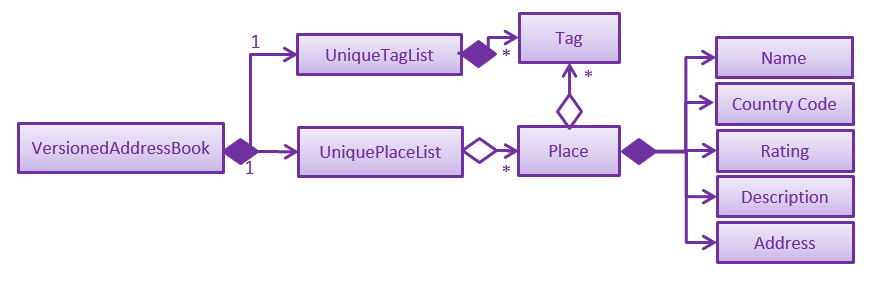 VersionedAddressBook
1
UniqueTagList
*
Tag
*
1
UniquePlaceList
*
Place
Name
Country Code
Rating
Description
Address